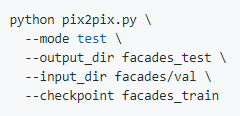 python pix2pix.py \
--mode test \
--output_dir facades_test \
--input_dir facades/val \
--checkpoint facades_train